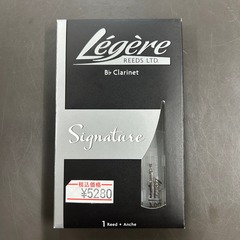 Légère
REEDS LTD.
B♭ Clarinet
Signature
税込価格
¥5280
1 Reed • Anche